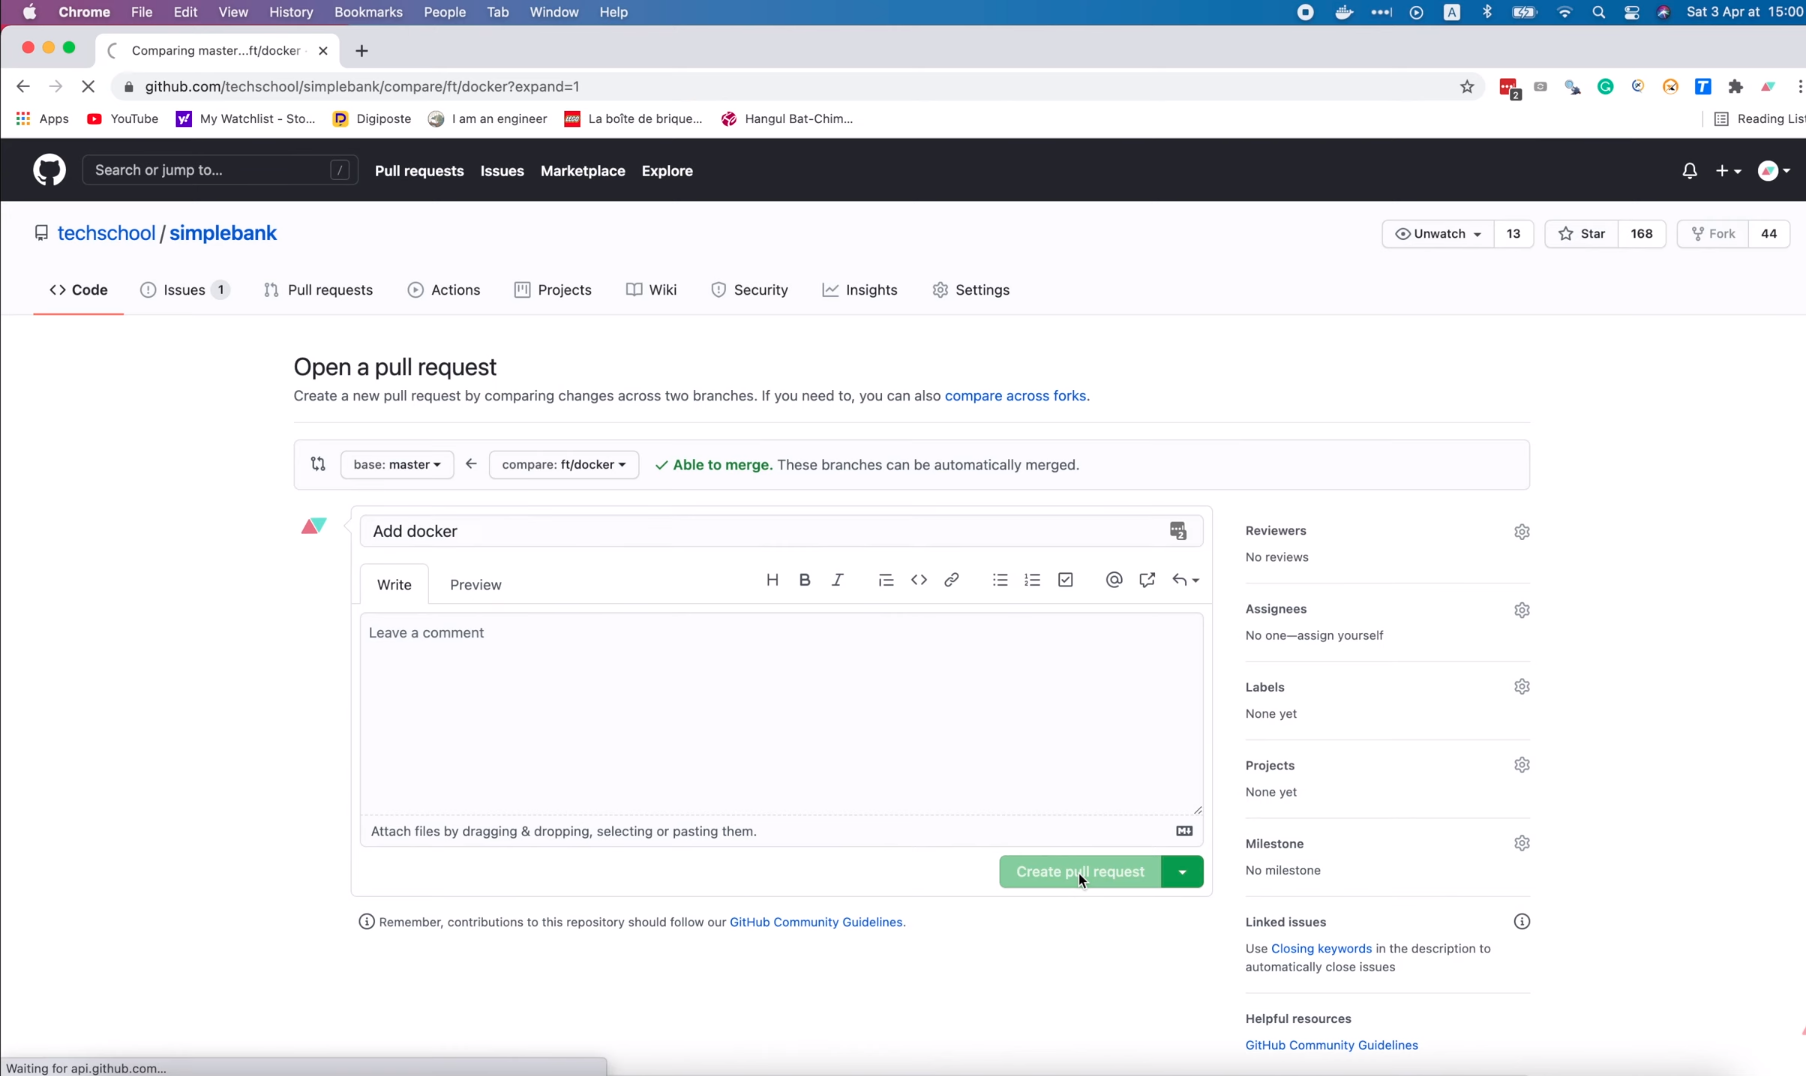 Chrome File Edit View History Bookmarks People Tab Window Help A Sat 3 Apr at 15:00
Comparing master...ft/docker
github.com/techschool/simplebank/compare/ft/docker?expand=1 2 T
Apps YouTube My Watchlist - Sto... Digiposte I am an engineer La boîte de brique... Hangul Bat-Chim... Reading List
Search or jump to... / Pull requests Issues Marketplace Explore
techschool / simplebank Unwatch 13 Star 168 Fork 44
Code Issues 1 Pull requests Actions Projects Wiki Security Insights Settings
Open a pull request
Create a new pull request by comparing changes across two branches. If you need to, you can also compare across forks.
base: master compare: ft/docker Able to merge. These branches can be automatically merged.
Add docker 2
Write Preview H B I
Leave a comment
Attach files by dragging & dropping, selecting or pasting them.
Create pull request
Remember, contributions to this repository should follow our GitHub Community Guidelines.
Reviewers
No reviews
Assignees
No one—assign yourself
Labels
None yet
Projects
None yet
Milestone
No milestone
Linked issues
Use Closing keywords in the description to
automatically close issues
Helpful resources
GitHub Community Guidelines
Waiting for api.github.com...